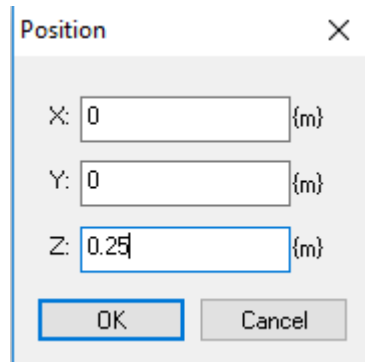 Position
X: 0 {m}
Y: 0 {m}
Z: 0.25 {m}
OK Cancel